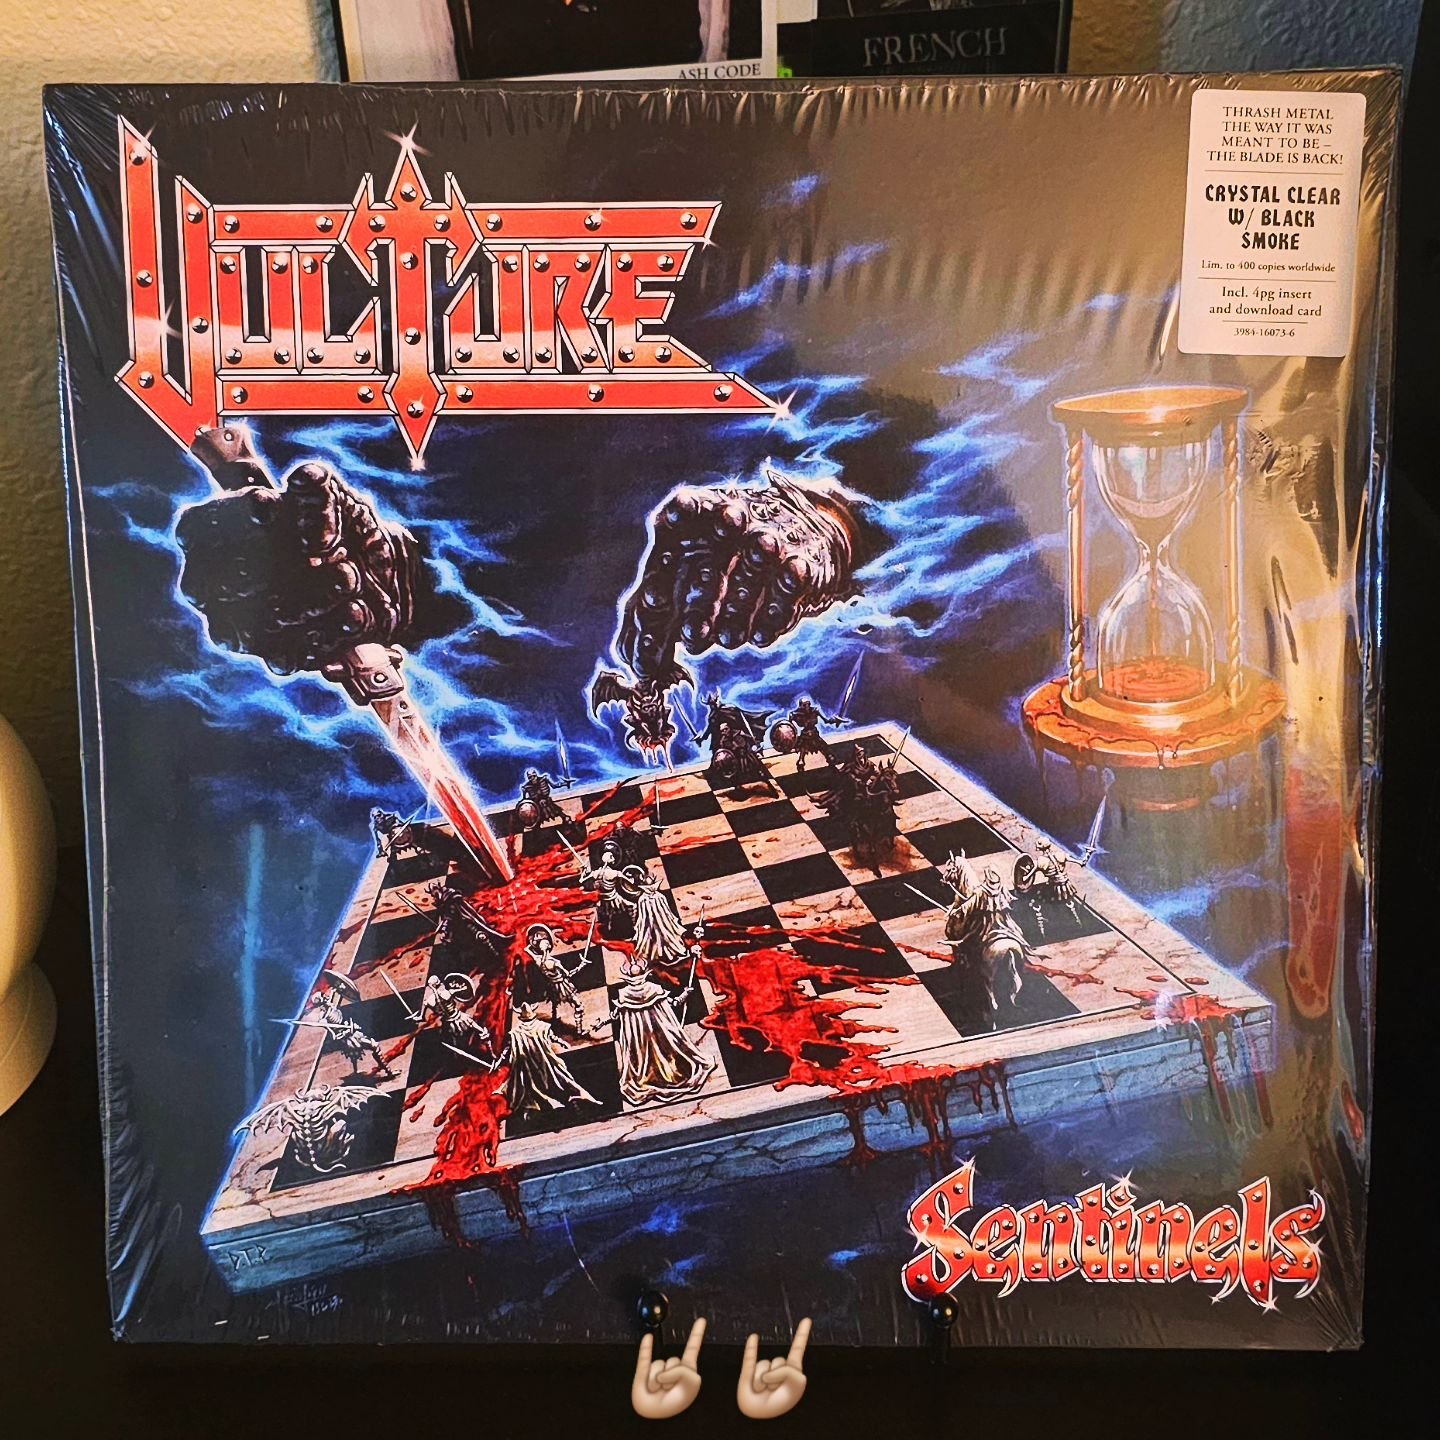 ASH CODE
FRENCH
VULTURE
THRASH METAL
THE WAY IT WAS
MEANT TO BE –
THE BLADE IS BACK!
CRYSTAL CLEAR
W/ BLACK
SMOKE
Lim. to 400 copies worldwide
Incl. 4pg insert
and download card
3984-16073-6
Sentinels